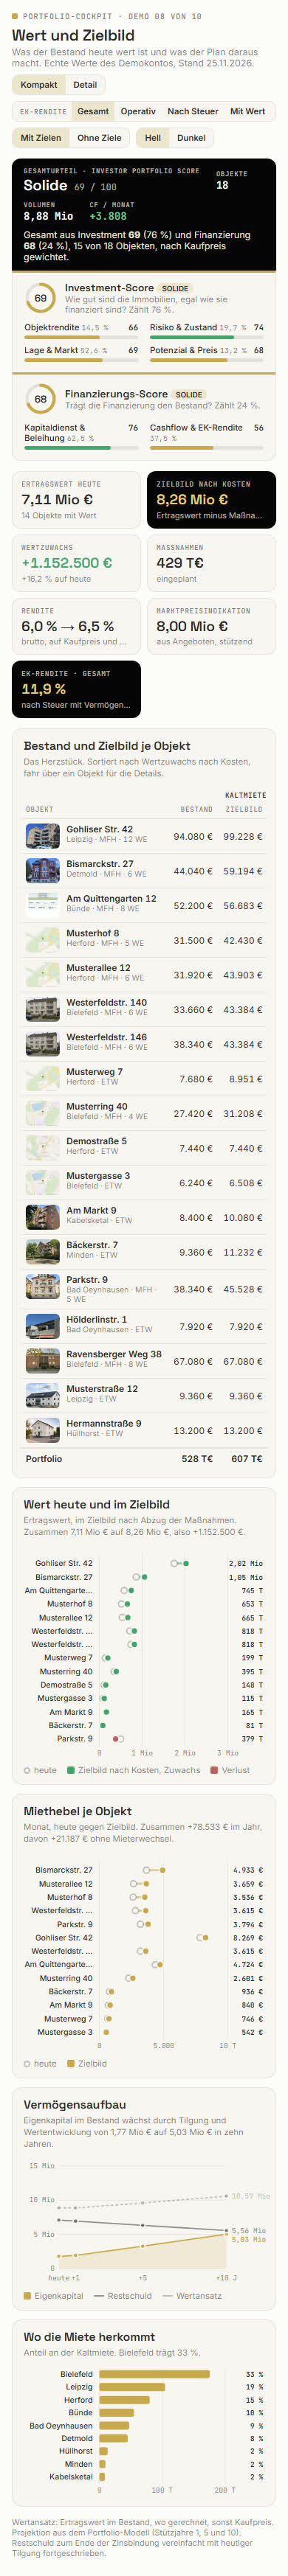 PORTFOLIO-COCKPIT · DEMO 08 VON 10
Wert und Zielbild
Was der Bestand heute wert ist und was der Plan daraus
macht. Echte Werte des Demokontos, Stand 25.11.2026.
Kompakt Detail
EK-RENDITE Gesamt Operativ Nach Steuer Mit Wert
Mit Zielen Ohne Ziele Hell Dunkel
GESAMTURTEIL · INVESTOR PORTFOLIO SCORE
Solide 69 / 100
OBJEKTE
18
VOLUMEN
8,88 Mio
CF / MONAT
+3.808
Gesamt aus Investment 69 (76 %) und Finanzierung
68 (24 %), 15 von 18 Objekten, nach Kaufpreis
gewichtet.
69
Investment-Score SOLIDE
Wie gut sind die Immobilien, egal wie sie
finanziert sind? Zählt 76 %.
Objektrendite 14,5 % 66
Risiko & Zustand 19,7 % 74
Lage & Markt 52,6 % 69
Potenzial & Preis 13,2 % 68
68
Finanzierungs-Score SOLIDE
Trägt die Finanzierung den Bestand? Zählt 24 %.
Kapitaldienst &
Beleihung 62,5 % 76
Cashflow & EK-Rendite 56
37,5 %
ERTRAGSWERT HEUTE
7,11 Mio €
14 Objekte mit Wert
ZIELBILD NACH KOSTEN
8,26 Mio €
Ertragswert minus Maßna...
WERTZUWACHS
+1.152.500 €
+16,2 % auf heute
MASSNAHMEN
429 T€
eingeplant
RENDITE
6,0 % → 6,5 %
brutto, auf Kaufpreis und ...
MARKTPREISINDIKATION
8,00 Mio €
aus Angeboten, stützend
EK-RENDITE · GESAMT
11,9 %
nach Steuer mit Vermögen...
Bestand und Zielbild je Objekt
Das Herzstück. Sortiert nach Wertzuwachs nach Kosten,
fahr über ein Objekt für die Details.
KALTMIETE
OBJEKT BESTAND ZIELBILD
Gohliser Str. 42
Leipzig · MFH · 12 WE
94.080 € 99.228 €
Bismarckstr. 27
Detmold · MFH · 6 WE
44.040 € 59.194 €
Am Quittengarten 12
Bünde · MFH · 8 WE
52.200 € 56.683 €
Musterhof 8
Herford · MFH · 5 WE
31.500 € 42.430 €
Musterallee 12
Herford · MFH · 6 WE
31.920 € 43.903 €
Westerfeldstr. 140
Bielefeld · MFH · 6 WE
33.660 € 43.384 €
Westerfeldstr. 146
Bielefeld · MFH · 6 WE
38.340 € 43.384 €
Musterweg 7
Herford · ETW
7.680 € 8.951 €
Musterring 40
Bielefeld · MFH · 4 WE
27.420 € 31.208 €
Demostraße 5
Herford · ETW
7.440 € 7.440 €
Mustergasse 3
Bielefeld · ETW
6.240 € 6.508 €
Am Markt 9
Kabelsketal · ETW
8.400 € 10.080 €
Bäckerstr. 7
Minden · ETW
9.360 € 11.232 €
Parkstr. 9
Bad Oeynhausen · MFH ·
5 WE
38.340 € 45.528 €
Hölderlinstr. 1
Bad Oeynhausen · ETW
7.920 € 7.920 €
Ravensberger Weg 38
Bielefeld · MFH · 8 WE
67.080 € 67.080 €
Musterstraße 12
Leipzig · ETW
9.360 € 9.360 €
Hermannstraße 9
Hüllhorst · ETW
13.200 € 13.200 €
Portfolio 528 T€ 607 T€
Wert heute und im Zielbild
Ertragswert, im Zielbild nach Abzug der Maßnahmen.
Zusammen 7,11 Mio € auf 8,26 Mio €, also +1.152.500 €.
Gohliser Str. 42 2,02 Mio
Bismarckstr. 27 1,05 Mio
Am Quittengarte... 745 T
Musterhof 8 653 T
Musterallee 12 665 T
Westerfeldstr. ... 818 T
Westerfeldstr. ... 818 T
Musterweg 7 199 T
Musterring 40 395 T
Demostraße 5 148 T
Mustergasse 3 115 T
Am Markt 9 165 T
Bäckerstr. 7 81 T
Parkstr. 9 379 T
0 1 Mio 2 Mio 3 Mio
heute Zielbild nach Kosten, Zuwachs Verlust
Miethebel je Objekt
Monat, heute gegen Zielbild. Zusammen +78.533 € im Jahr,
davon +21.187 € ohne Mieterwechsel.
Bismarckstr. 27 4.933 €
Musterallee 12 3.659 €
Musterhof 8 3.536 €
Westerfeldstr. ... 3.615 €
Parkstr. 9 3.794 €
Gohliser Str. 42 8.269 €
Westerfeldstr. ... 3.615 €
Am Quittengarte... 4.724 €
Musterring 40 2.601 €
Bäckerstr. 7 936 €
Am Markt 9 840 €
Musterweg 7 746 €
Mustergasse 3 542 €
0 5.000 10 T
heute Zielbild
Vermögensaufbau
Eigenkapital im Bestand wächst durch Tilgung und
Wertentwicklung von 1,77 Mio € auf 5,03 Mio € in zehn
Jahren.
15 Mio
10 Mio
5 Mio
0
10,59 Mio
5,56 Mio
5,03 Mio
heute +1 +5 +10 J
Eigenkapital Restschuld Wertansatz
Wo die Miete herkommt
Anteil an der Kaltmiete. Bielefeld trägt 33 %.
Bielefeld 33 %
Leipzig 19 %
Herford 15 %
Bünde 10 %
Bad Oeynhausen 9 %
Detmold 8 %
Hüllhorst 2 %
Minden 2 %
Kabelsketal 2 %
0 100 T 200 T
Wertansatz: Ertragswert im Bestand, wo gerechnet, sonst Kaufpreis.
Projektion aus dem Portfolio-Modell (Stützjahre 1, 5 und 10).
Restschuld zum Ende der Zinsbindung vereinfacht mit heutiger
Tilgung fortgeschrieben.